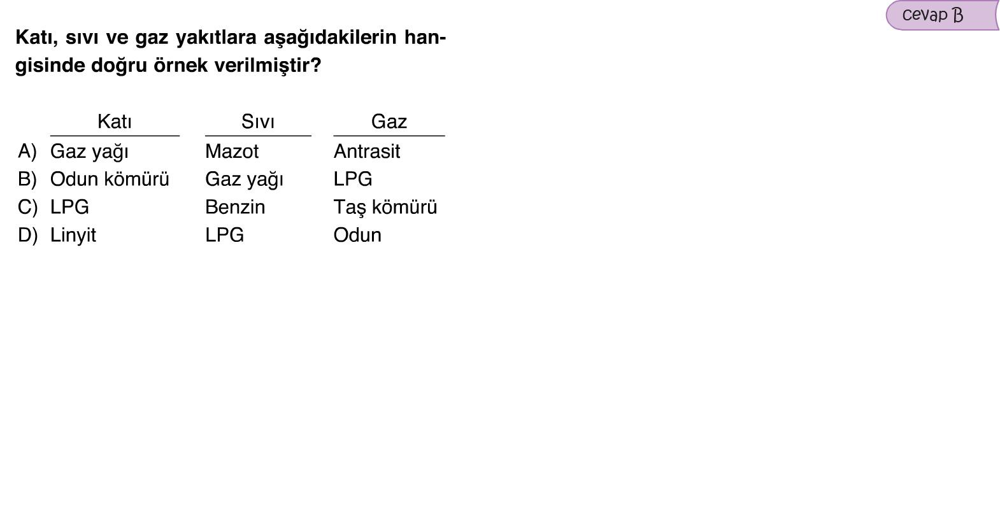 cevap B
Katı, sıvı ve gaz yakıtlara aşağıdakilerin han-
gisinde doğru örnek verilmiştir?
Katı Sıvı Gaz
A) Gaz yağı Mazot Antrasit
B) Odun kömürü Gaz yağı LPG
C) LPG Benzin Taş kömürü
D) Linyit LPG Odun